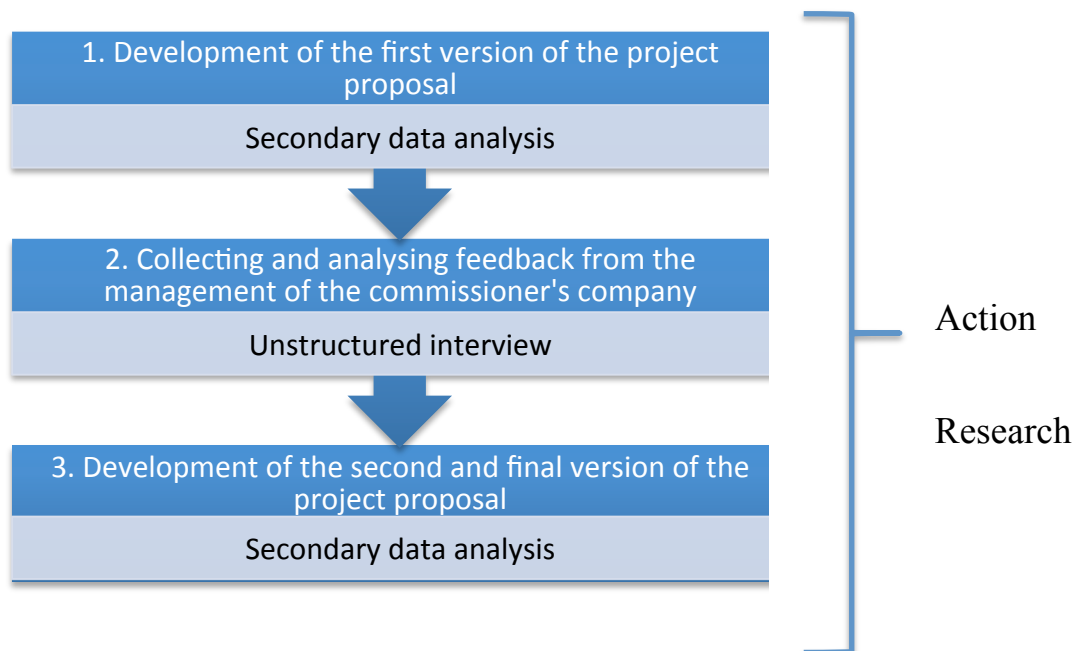 1. Development of the first version of the project
proposal
Secondary data analysis
2. Collecting and analysing feedback from the
management of the commissioner's company
Unstructured interview
3. Development of the second and final version of the
project proposal
Secondary data analysis
Action
Research